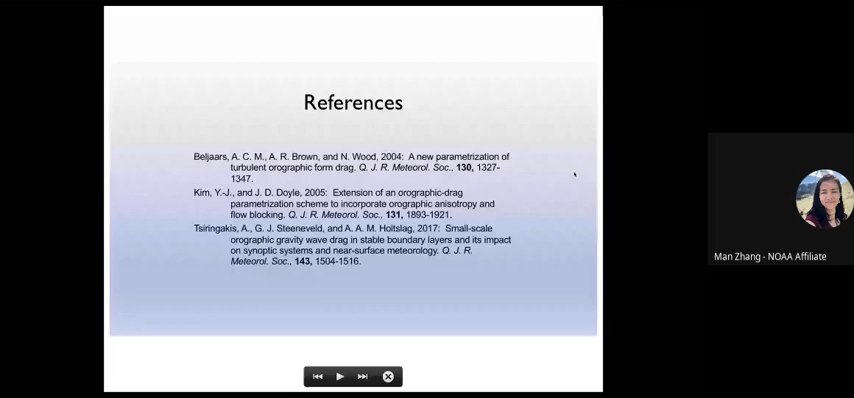 References
Beljaars, A. C. M., A. R. Brown, and N. Wood, 2004: A new parametrization of
turbulent orographic form drag. Q. J. R. Meteorol. Soc., 130, 1327-
1347.
Kim, Y.-J., and J. D. Doyle, 2005: Extension of an orographic-drag
parametrization scheme to incorporate orographic anisotropy and
flow blocking. Q. J. R. Meteorol. Soc., 131, 1893-1921.
Tsiringakis, A., G. J. Steeneveld, and A. A. M. Holtslag, 2017: Small-scale
orographic gravity wave drag in stable boundary layers and its impact
on synoptic systems and near-surface meteorology. Q. J. R.
Meteorol. Soc., 143, 1504-1516.
Man Zhang - NOAA Affiliate